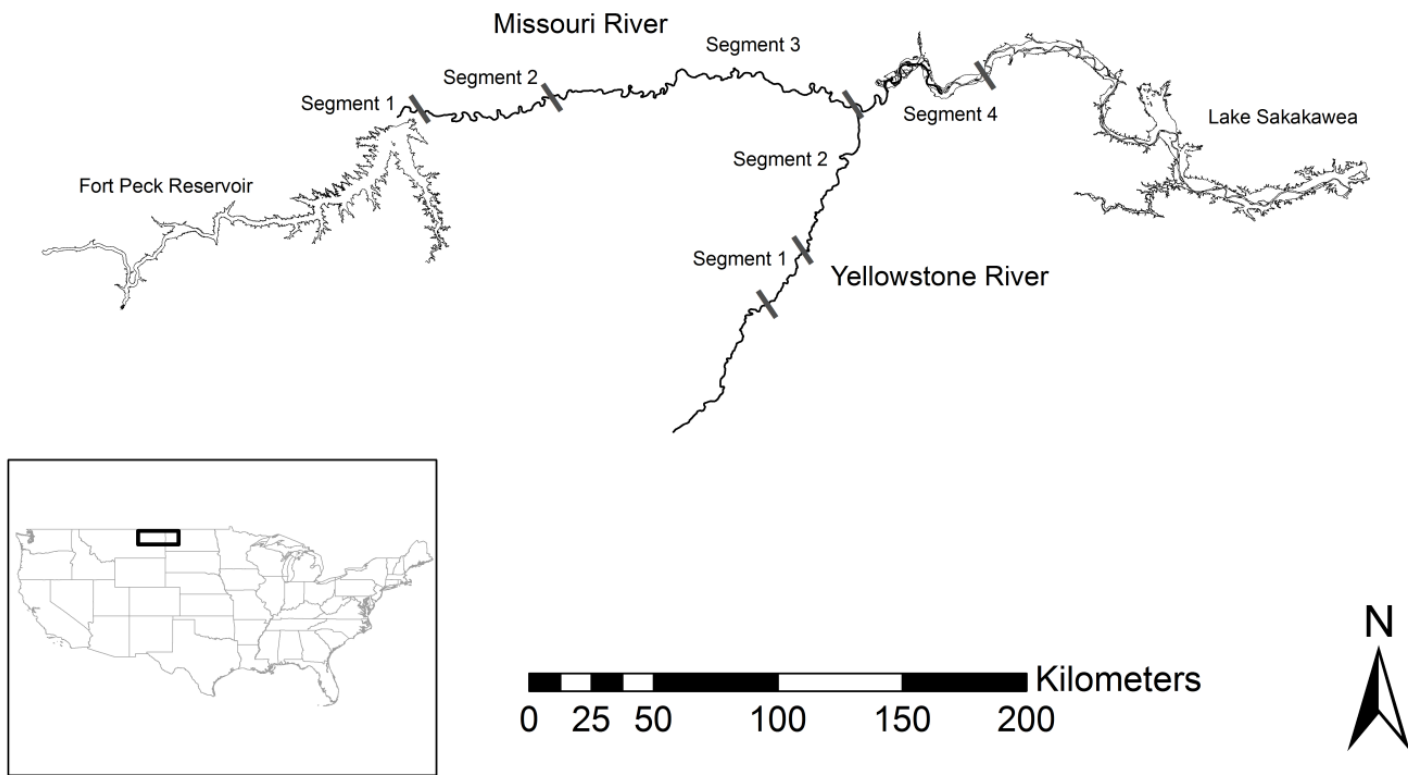 Missouri River
Segment 3
Segment 2
Segment 1
Segment 4
Lake Sakakawea
Segment 2
Fort Peck Reservoir
Segment 1
Yellowstone River
N
Kilometers
0 25 50 100 150 200